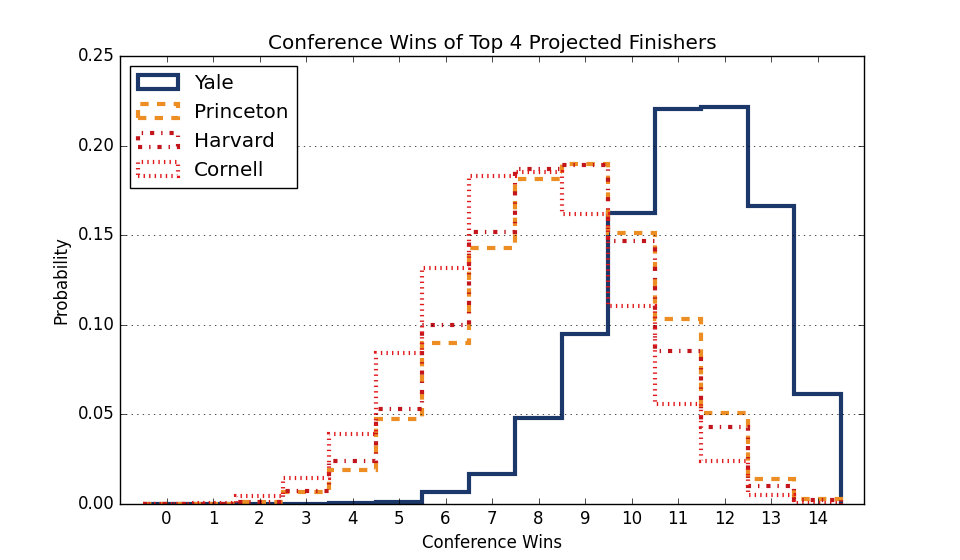 Conference Wins of Top 4 Projected Finishers
0.25
0.20
0.15
0.10
0.05
0.00
Probability
Yale
Princeton
Harvard
Cornell
0 1 2 3 4 5 6 7 8 9 10 11 12 13 14
Conference Wins